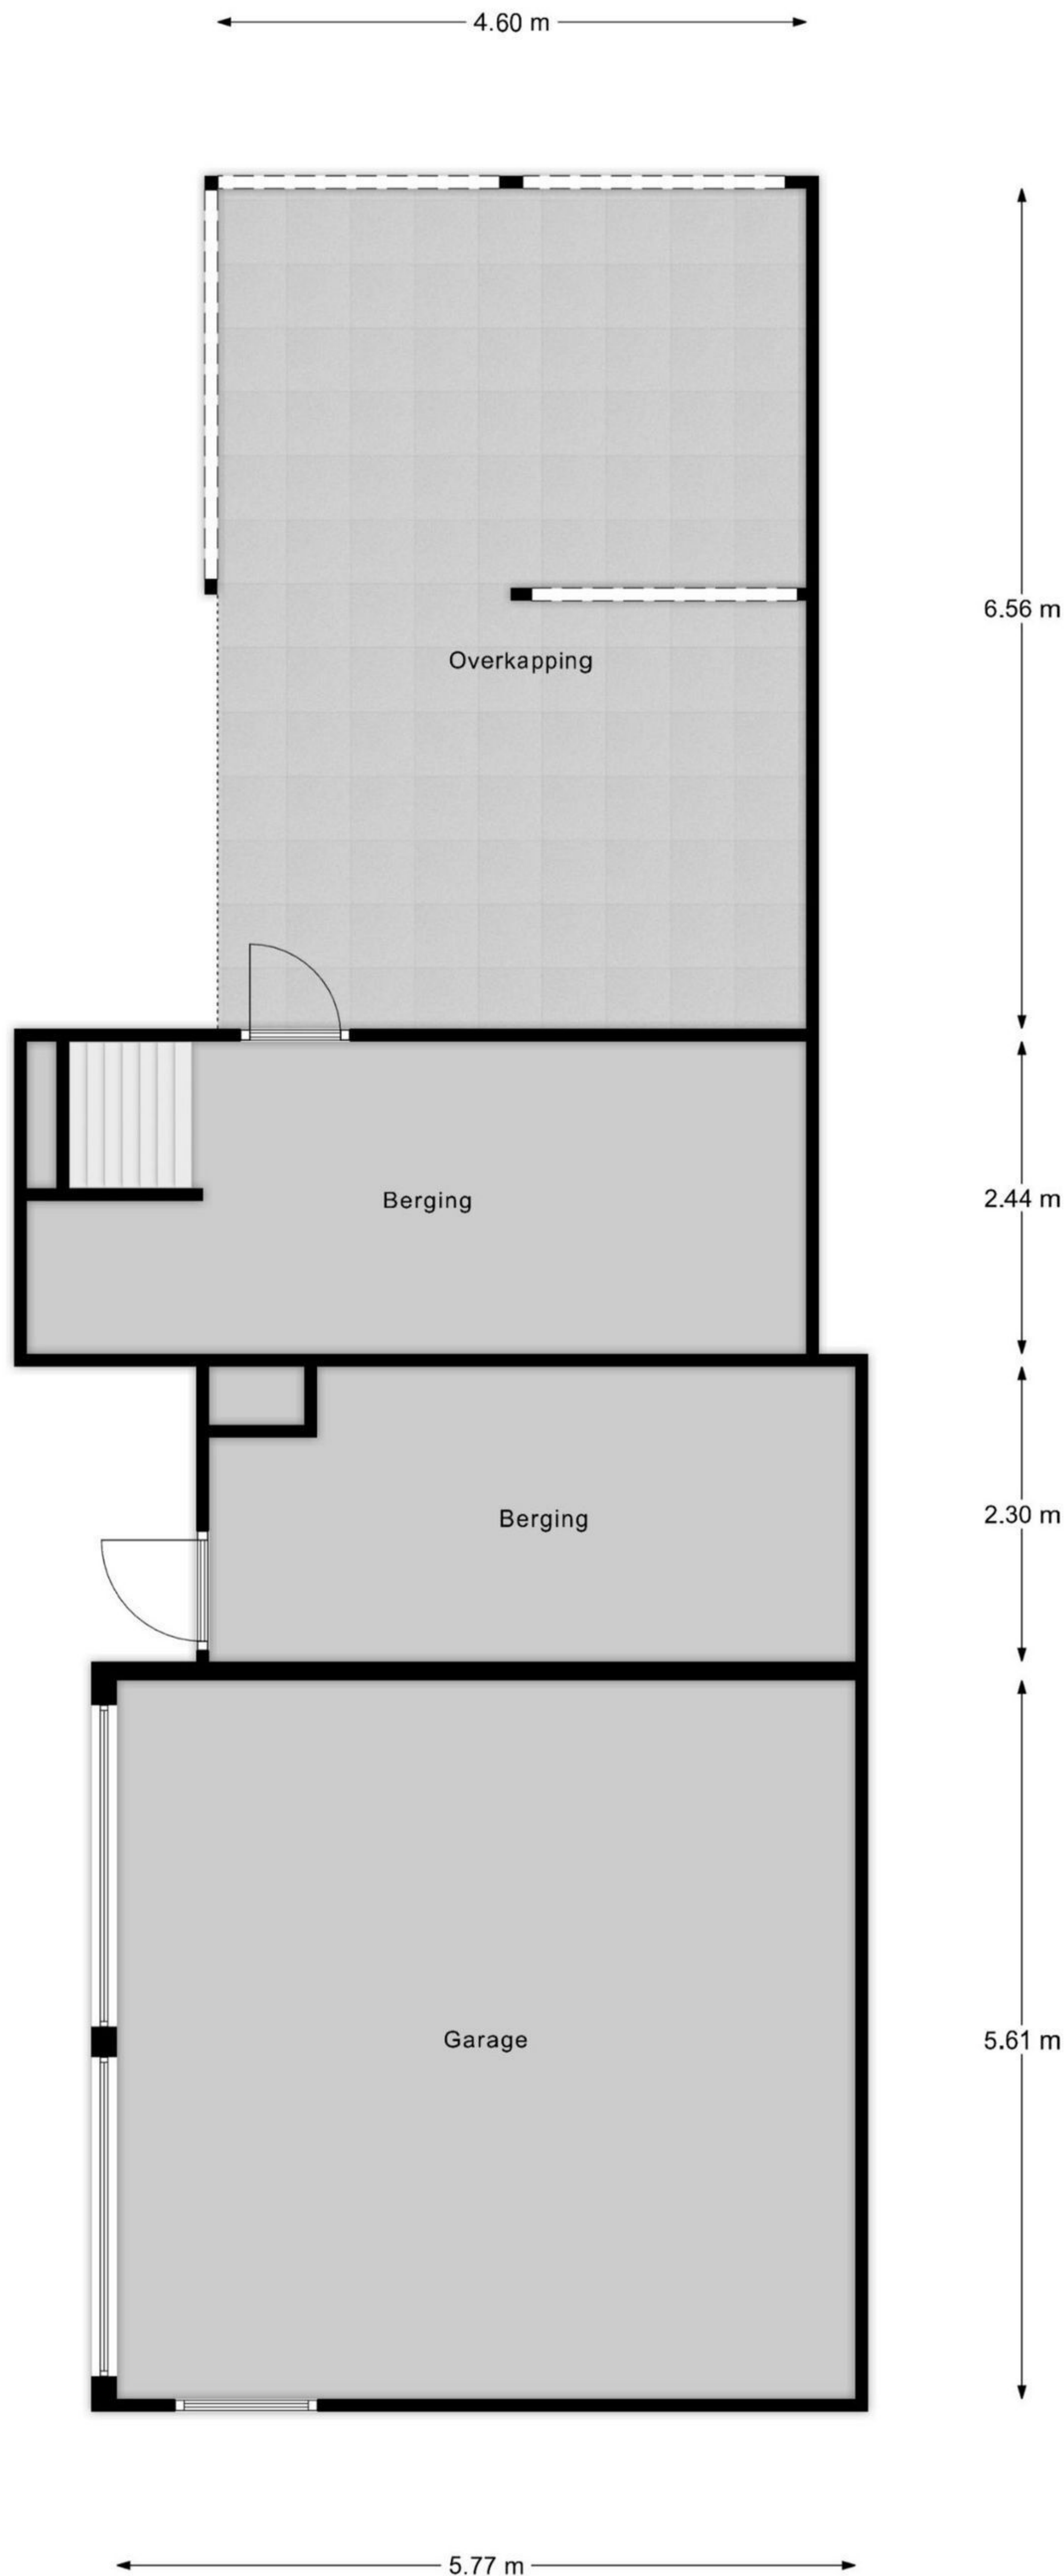 4.60 m
6.56 m
Overkapping
2.44 m
Berging
2.30 m
Berging
Garage
5.61 m
5.77 m